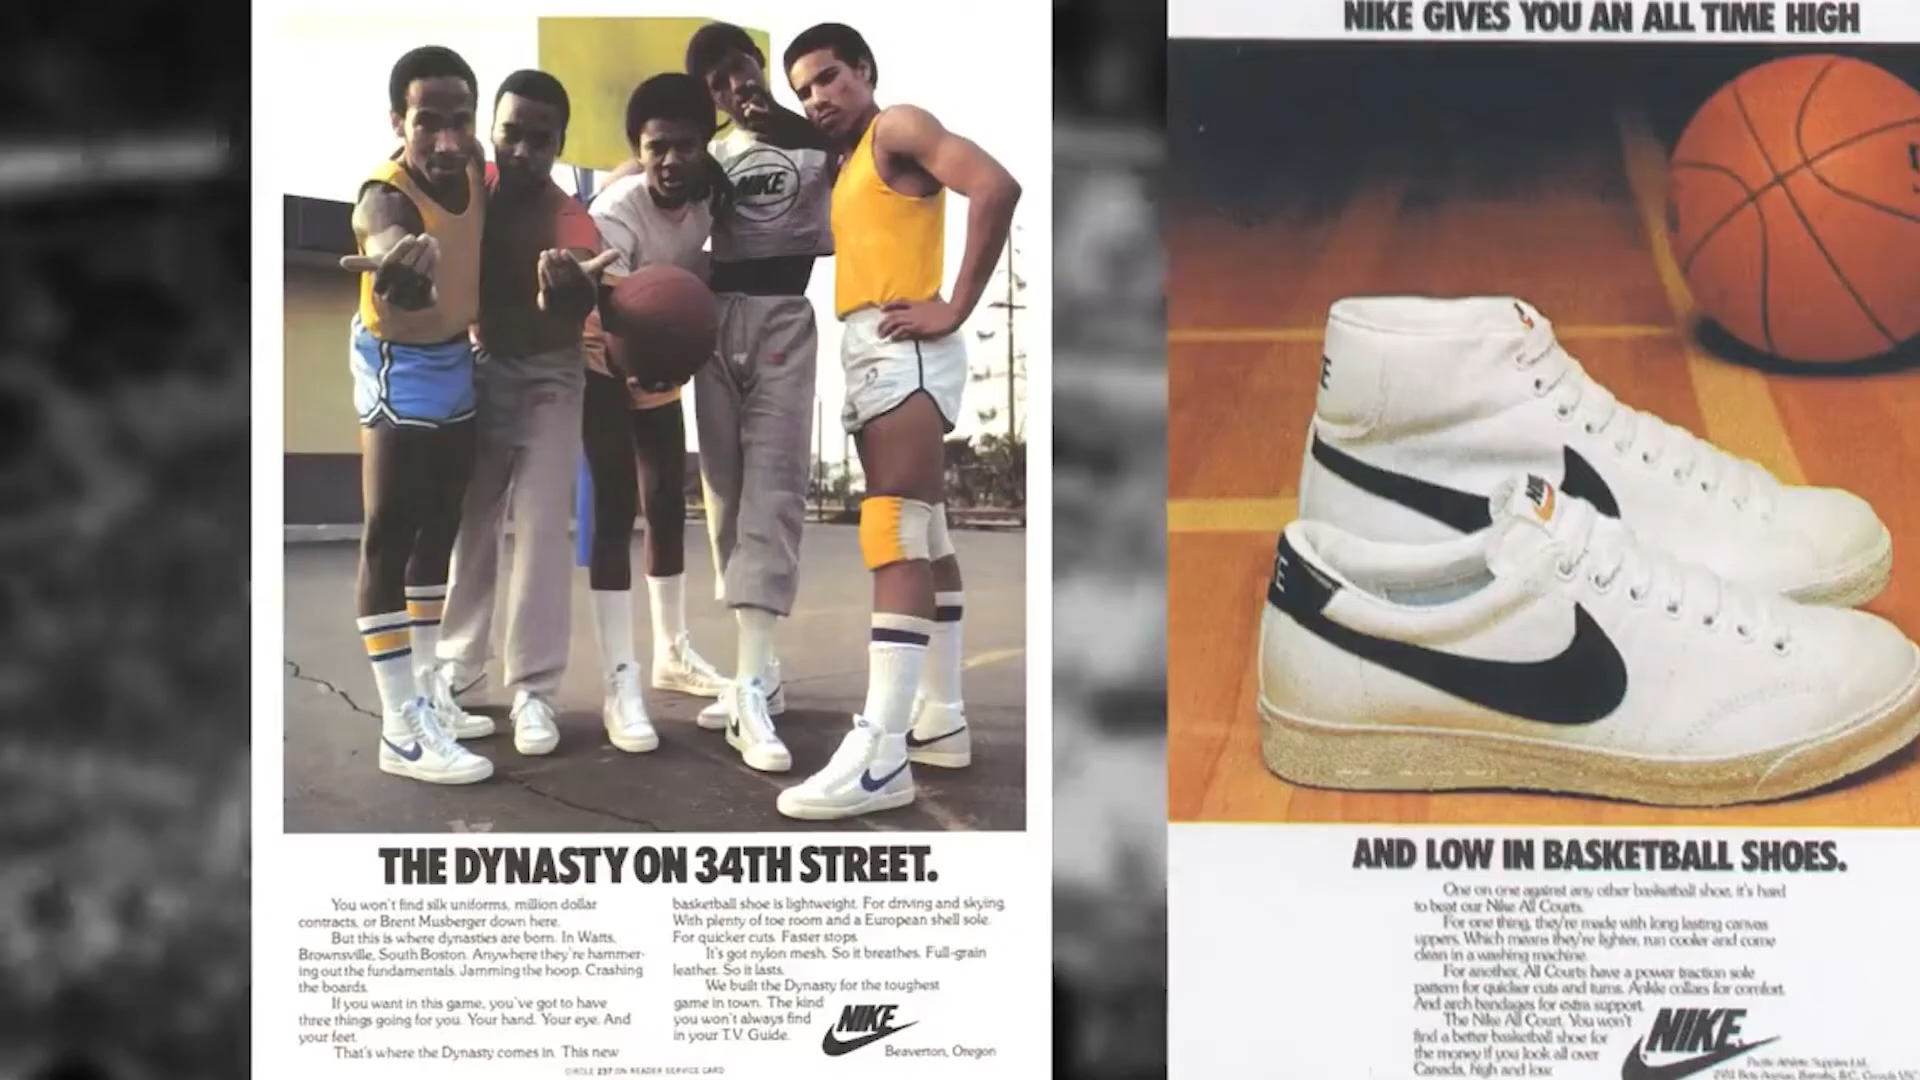 NIKE
THE DYNASTY ON 34TH STREET.
You won't find silk uniforms, million dollar
contracts, or Brent Musberger down here.
But this is where dynasties are born. In Watts,
Brownsville, South Boston. Anywhere they're hammer-
ing out the fundamentals. Jamming the hoop. Crashing
the boards.
If you want in this game, you've got to have
three things going for you. Your hand. Your eye. And
your feet.
That's where the Dynasty comes in. This new
basketball shoe is lightweight. For driving and skying.
With plenty of toe room and a European shell sole.
For quicker cuts. Faster stops.
It's got nylon mesh. So it breathes. Full-grain
leather. So it lasts.
We built the Dynasty for the toughest
game in town. The kind
you won't always find
in your T.V. Guide.
NIKE
Beaverton, Oregon
CIRCLE 237 ON READER SERVICE CARD
NIKE GIVES YOU AN ALL TIME HIGH
E
NIKE
E
AND LOW IN BASKETBALL SHOES.
One on one against any other basketball shoe, it's hard
to beat our Nike All Courts.
For one thing, they're made with long lasting canvas
uppers. Which means they're lighter, run cooler and come
clean in a washing machine.
For another, All Courts have a power traction sole
pattern for quicker cuts and turns. Ankle collars for comfort.
And arch bandages for extra support.
The Nike All Court. You won't
find a better basketball shoe for
the money if you look all over
Canada, high and low.
NIKE
Pacific Athletic Supplies Ltd.